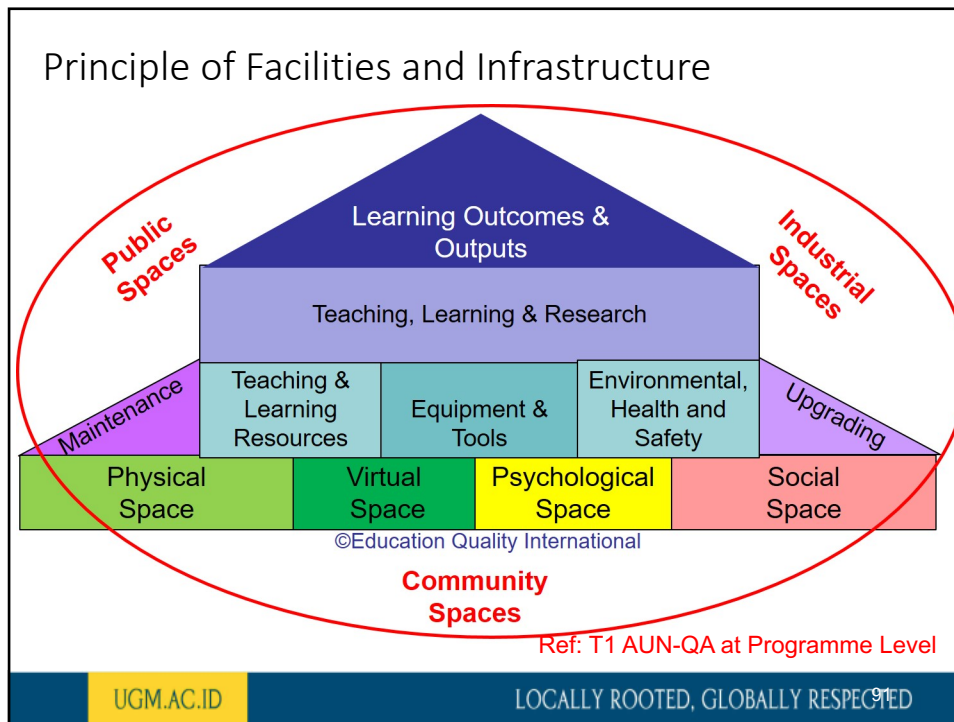 Principle of Facilities and Infrastructure
Public
Spaces
Learning Outcomes &
Outputs
Industrial
Spaces
Teaching, Learning & Research
Maintenance
Teaching &
Learning
Resources
Equipment &
Tools
Environmental,
Health and
Safety
Upgrading
Physical
Space
Virtual
Space
Psychological
Space
Social
Space
©Education Quality International
Community
Spaces
Ref: T1 AUN-QA at Programme Level
UGM.AC.ID
LOCALLY ROOTED, GLOBALLY RESPECTED
91